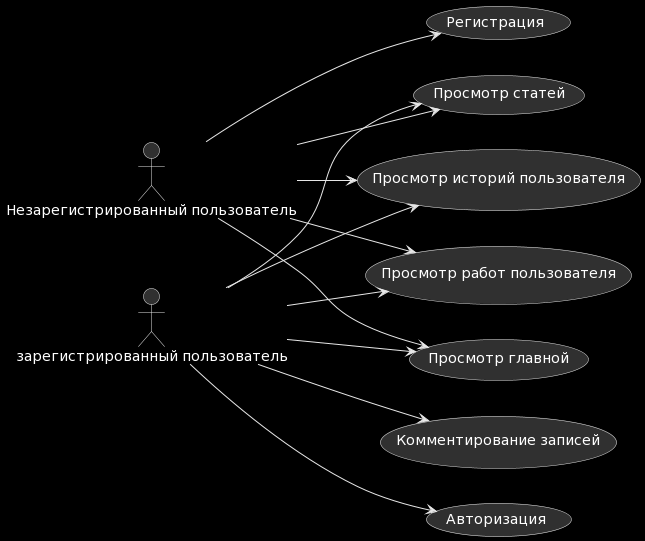 Регистрация
Просмотр статей
Просмотр историй пользователя
Незарегистрированный пользователь
Просмотр работ пользователя
зарегистрированный пользователь
Просмотр главной
Комментирование записей
Авторизация